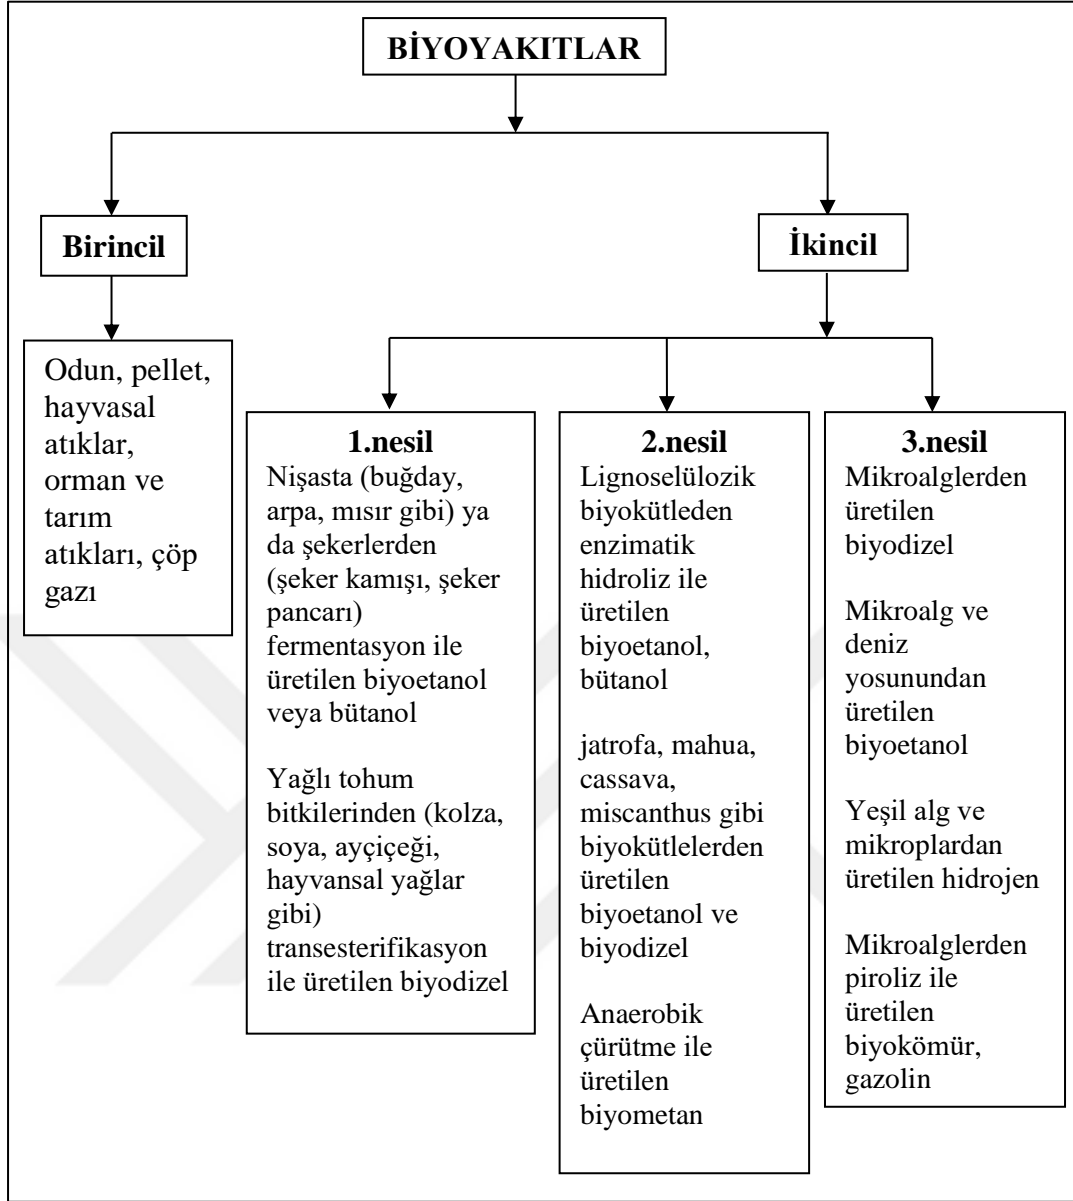 BİYOYAKITLAR
Birincil
İkincil
Odun, pellet,
hayvasal
atıklar,
orman ve
tarım
atıkları, çöp
gazı
1.nesil
Nişasta (buğday,
arpa, mısır gibi) ya
da şekerlerden
(şeker kamışı, şeker
pancarı)
fermentasyon ile
üretilen biyoetanol
veya bütanol
Yağlı tohum
bitkilerinden (kolza,
soya, ayçiçeği,
hayvansal yağlar
gibi)
transesterifikasyon
ile üretilen biyodizel
2.nesil
Lignoselülozik
biyokütleden
enzimatik
hidroliz ile
üretilen
biyoetanol,
bütanol
jatrofa, mahua,
cassava,
miscanthus gibi
biyokütlelerden
üretilen
biyoetanol ve
biyodizel
Anaerobik
çürütme ile
üretilen
biyometan
3.nesil
Mikroalglerden
üretilen
biyodizel
Mikroalg ve
deniz
yosunundan
üretilen
biyoetanol
Yeşil alg ve
mikroplardan
üretilen hidrojen
Mikroalglerden
piroliz ile
üretilen
biyokömür,
gazolin